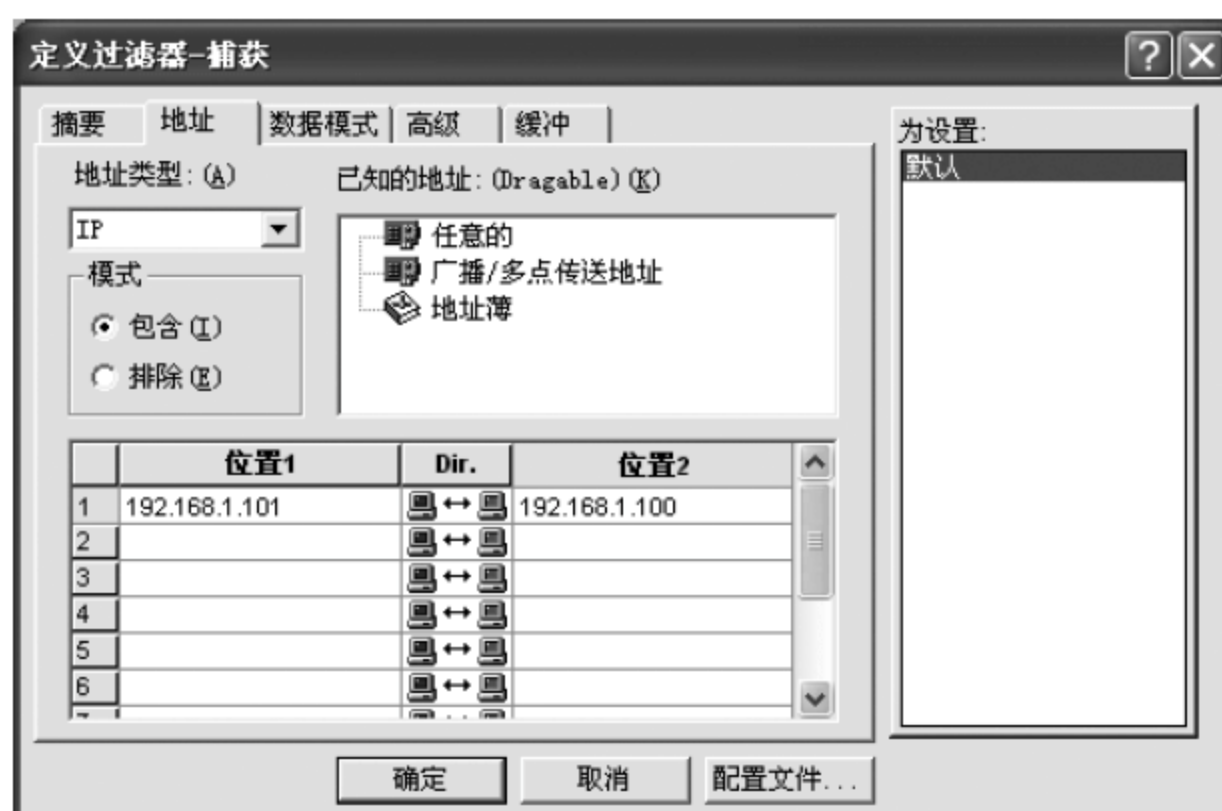 定义过滤器-捕获
摘要 地址 数据模式 高级 缓冲
地址类型:(A)
IP
模式
包含(I)
排除(E)
已知的地址:(Dragable)(K)
任意的
广播/多点传送地址
地址薄
位置1 Dir. 位置2
1 192.168.1.101 192.168.1.100
2
3
4
5
6
为设置:
默认
确定 取消 配置文件...